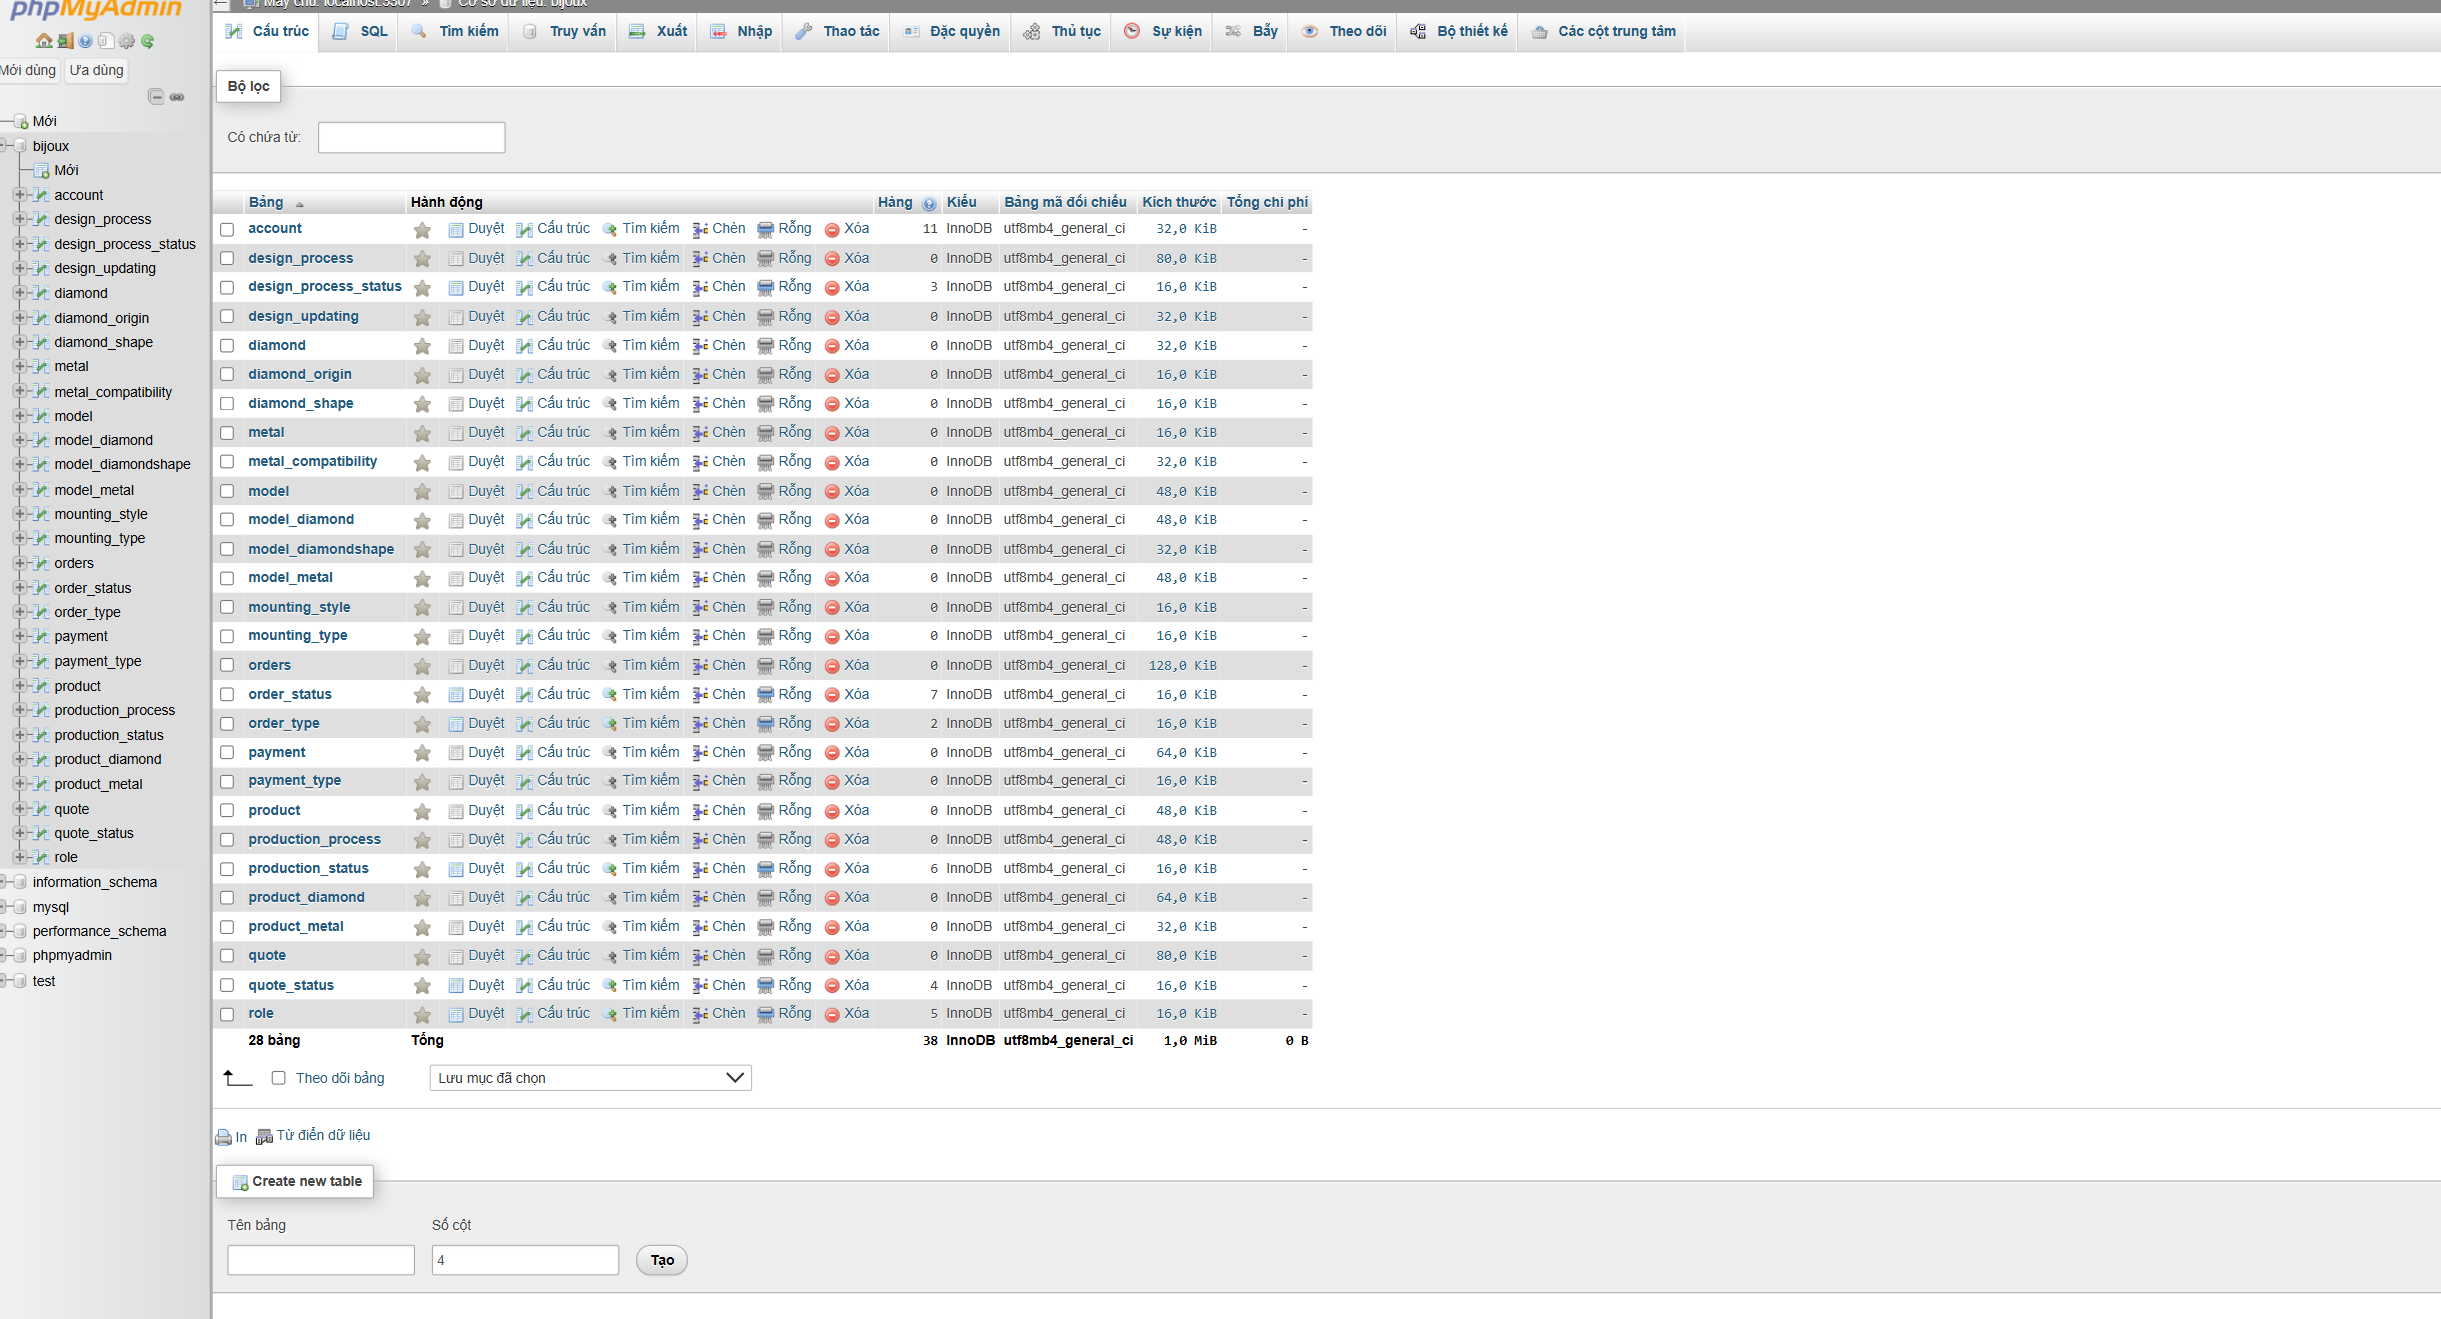 phpMyAdmin
Mới dùng Ưa dùng
Mới
bijoux
Mới
account
design_process
design_process_status
design_updating
diamond
diamond_origin
diamond_shape
metal
metal_compatibility
model
model_diamond
model_diamondshape
model_metal
mounting_style
mounting_type
orders
order_status
order_type
payment
payment_type
product
production_process
production_status
product_diamond
product_metal
quote
quote_status
role
information_schema
mysql
performance_schema
phpmyadmin
test
Máy chủ: localhost:3307 » Cơ sở dữ liệu: bijoux
Cấu trúc SQL Tìm kiếm Truy vấn Xuất Nhập Thao tác Đặc quyền Thủ tục Sự kiện Bẫy Theo dõi Bộ thiết kế Các cột trung tâm
Bộ lọc
Có chứa từ:
Bảng Hành động Hàng Kiểu Bảng mã đối chiếu Kích thước Tổng chi phí
account Duyệt Cấu trúc Tìm kiếm Chèn Rỗng Xóa 11 InnoDB utf8mb4_general_ci 32,0 KiB -
design_process Duyệt Cấu trúc Tìm kiếm Chèn Rỗng Xóa 0 InnoDB utf8mb4_general_ci 80,0 KiB -
design_process_status Duyệt Cấu trúc Tìm kiếm Chèn Rỗng Xóa 3 InnoDB utf8mb4_general_ci 16,0 KiB -
design_updating Duyệt Cấu trúc Tìm kiếm Chèn Rỗng Xóa 0 InnoDB utf8mb4_general_ci 32,0 KiB -
diamond Duyệt Cấu trúc Tìm kiếm Chèn Rỗng Xóa 0 InnoDB utf8mb4_general_ci 32,0 KiB -
diamond_origin Duyệt Cấu trúc Tìm kiếm Chèn Rỗng Xóa 0 InnoDB utf8mb4_general_ci 16,0 KiB -
diamond_shape Duyệt Cấu trúc Tìm kiếm Chèn Rỗng Xóa 0 InnoDB utf8mb4_general_ci 16,0 KiB -
metal Duyệt Cấu trúc Tìm kiếm Chèn Rỗng Xóa 0 InnoDB utf8mb4_general_ci 16,0 KiB -
metal_compatibility Duyệt Cấu trúc Tìm kiếm Chèn Rỗng Xóa 0 InnoDB utf8mb4_general_ci 32,0 KiB -
model Duyệt Cấu trúc Tìm kiếm Chèn Rỗng Xóa 0 InnoDB utf8mb4_general_ci 48,0 KiB -
model_diamond Duyệt Cấu trúc Tìm kiếm Chèn Rỗng Xóa 0 InnoDB utf8mb4_general_ci 48,0 KiB -
model_diamondshape Duyệt Cấu trúc Tìm kiếm Chèn Rỗng Xóa 0 InnoDB utf8mb4_general_ci 32,0 KiB -
model_metal Duyệt Cấu trúc Tìm kiếm Chèn Rỗng Xóa 0 InnoDB utf8mb4_general_ci 48,0 KiB -
mounting_style Duyệt Cấu trúc Tìm kiếm Chèn Rỗng Xóa 0 InnoDB utf8mb4_general_ci 16,0 KiB -
mounting_type Duyệt Cấu trúc Tìm kiếm Chèn Rỗng Xóa 0 InnoDB utf8mb4_general_ci 16,0 KiB -
orders Duyệt Cấu trúc Tìm kiếm Chèn Rỗng Xóa 0 InnoDB utf8mb4_general_ci 128,0 KiB -
order_status Duyệt Cấu trúc Tìm kiếm Chèn Rỗng Xóa 7 InnoDB utf8mb4_general_ci 16,0 KiB -
order_type Duyệt Cấu trúc Tìm kiếm Chèn Rỗng Xóa 2 InnoDB utf8mb4_general_ci 16,0 KiB -
payment Duyệt Cấu trúc Tìm kiếm Chèn Rỗng Xóa 0 InnoDB utf8mb4_general_ci 64,0 KiB -
payment_type Duyệt Cấu trúc Tìm kiếm Chèn Rỗng Xóa 0 InnoDB utf8mb4_general_ci 16,0 KiB -
product Duyệt Cấu trúc Tìm kiếm Chèn Rỗng Xóa 0 InnoDB utf8mb4_general_ci 48,0 KiB -
production_process Duyệt Cấu trúc Tìm kiếm Chèn Rỗng Xóa 0 InnoDB utf8mb4_general_ci 48,0 KiB -
production_status Duyệt Cấu trúc Tìm kiếm Chèn Rỗng Xóa 6 InnoDB utf8mb4_general_ci 16,0 KiB -
product_diamond Duyệt Cấu trúc Tìm kiếm Chèn Rỗng Xóa 0 InnoDB utf8mb4_general_ci 64,0 KiB -
product_metal Duyệt Cấu trúc Tìm kiếm Chèn Rỗng Xóa 0 InnoDB utf8mb4_general_ci 32,0 KiB -
quote Duyệt Cấu trúc Tìm kiếm Chèn Rỗng Xóa 0 InnoDB utf8mb4_general_ci 80,0 KiB -
quote_status Duyệt Cấu trúc Tìm kiếm Chèn Rỗng Xóa 4 InnoDB utf8mb4_general_ci 16,0 KiB -
role Duyệt Cấu trúc Tìm kiếm Chèn Rỗng Xóa 5 InnoDB utf8mb4_general_ci 16,0 KiB -
28 bảng Tổng 38 InnoDB utf8mb4_general_ci 1,0 MiB 0 B
Theo dõi bảng Lưu mục đã chọn
In Từ điển dữ liệu
Create new table
Tên bảng Số cột
4 Tạo